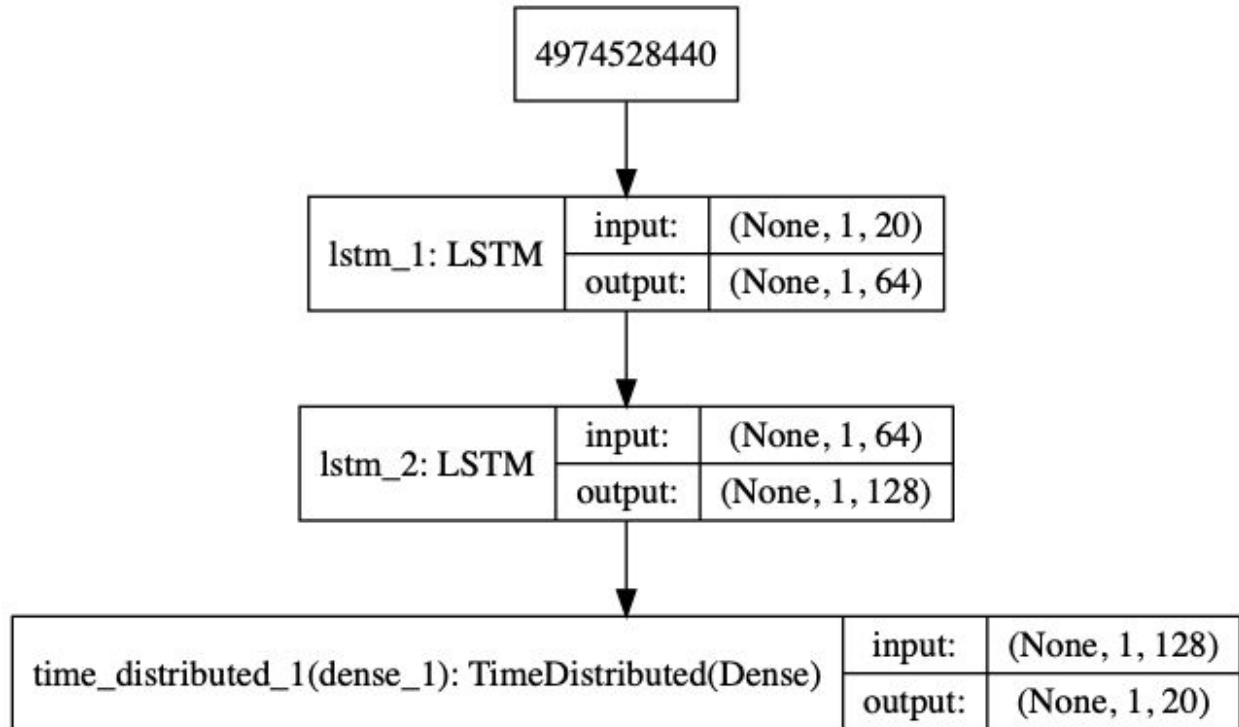 4974528440
lstm_1: LSTM
input:
(None, 1, 20)
output:
(None, 1, 64)
lstm_2: LSTM
input:
(None, 1, 64)
output:
(None, 1, 128)
time_distributed_1(dense_1): TimeDistributed(Dense)
input:
(None, 1, 128)
output:
(None, 1, 20)